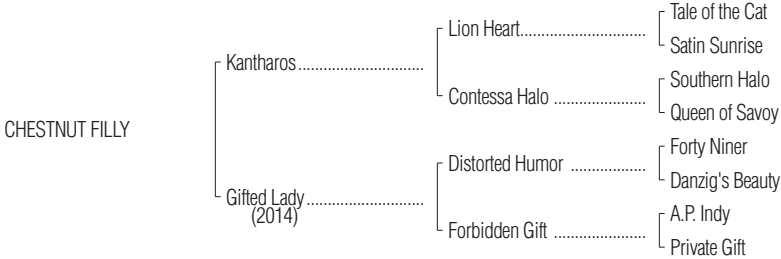 Tale of the Cat
Lion Heart..............................
Satin Sunrise
Kantharos..............................
Southern Halo
Contessa Halo ......................
Queen of Savoy
CHESTNUT FILLY
Forty Niner
Distorted Humor ..................
Danzig's Beauty
Gifted Lady............................
(2014)
A.P. Indy
Forbidden Gift ......................
Private Gift